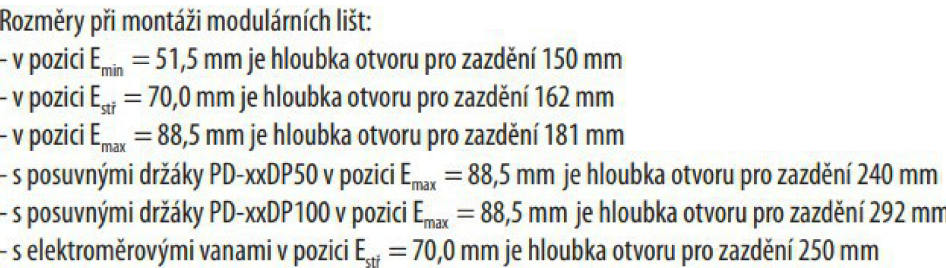 Rozměry při montáži modulárních lišt:
- v pozici Emin = 51,5 mm je hloubka otvoru pro zazdění 150 mm
- v pozici Estř = 70,0 mm je hloubka otvoru pro zazdění 162 mm
- v pozici Emax = 88,5 mm je hloubka otvoru pro zazdění 181 mm
- s posuvnými držáky PD-xxDP50 v pozici Emax = 88,5 mm je hloubka otvoru pro zazdění 240 mm
- s posuvnými držáky PD-xxDP100 v pozici Emax = 88,5 mm je hloubka otvoru pro zazdění 292 mm
- s elektroměrovými vanami v pozici Estř = 70,0 mm je hloubka otvoru pro zazdění 250 mm